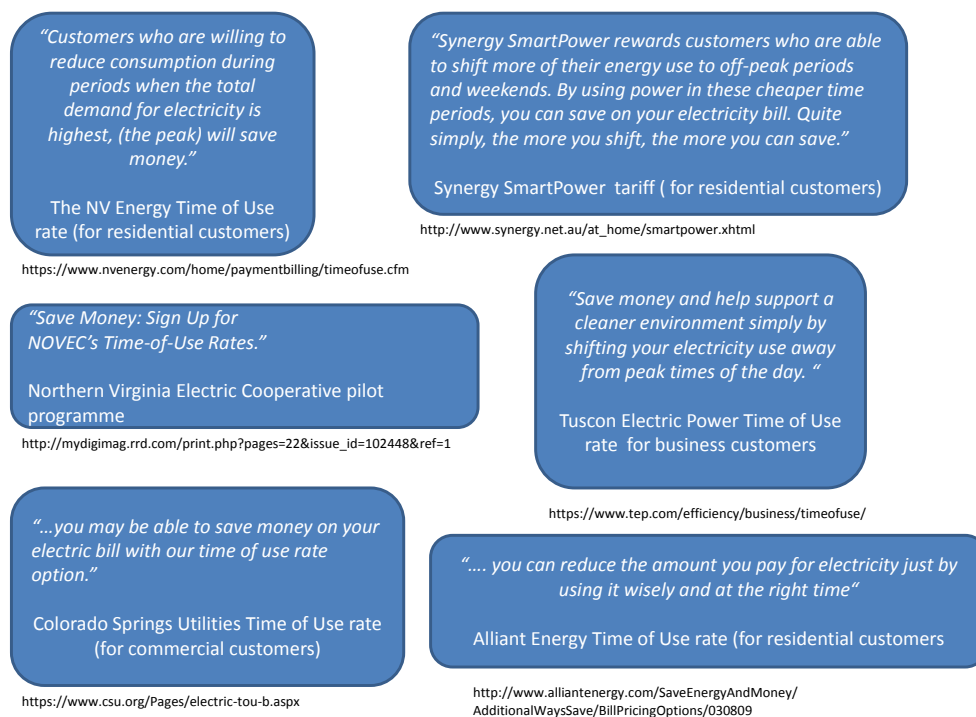 “Customers who are willing to
reduce consumption during
periods when the total
demand for electricity is
highest, (the peak) will save
money.”
The NV Energy Time of Use
rate (for residential customers)
https://www.nvenergy.com/home/paymentbilling/timeofuse.cfm
“Synergy SmartPower rewards customers who are able
to shift more of their energy use to off-peak periods
and weekends. By using power in these cheaper time
periods, you can save on your electricity bill. Quite
simply, the more you shift, the more you can save.”
Synergy SmartPower tariff ( for residential customers)
http://www.synergy.net.au/at_home/smartpower.xhtml
“Save Money: Sign Up for
NOVEC’s Time-of-Use Rates.”
Northern Virginia Electric Cooperative pilot
programme
http://mydigimag.rrd.com/print.php?pages=22&issue_id=102448&ref=1
“Save money and help support a
cleaner environment simply by
shifting your electricity use away
from peak times of the day. “
Tuscon Electric Power Time of Use
rate for business customers
https://www.tep.com/efficiency/business/timeofuse/
“…you may be able to save money on your
electric bill with our time of use rate
option.”
Colorado Springs Utilities Time of Use rate
(for commercial customers)
https://www.csu.org/Pages/electric-tou-b.aspx
“…. you can reduce the amount you pay for electricity just by
using it wisely and at the right time“
Alliant Energy Time of Use rate (for residential customers
http://www.alliantenergy.com/SaveEnergyAndMoney/
AdditionalWaysSave/BillPricingOptions/030809